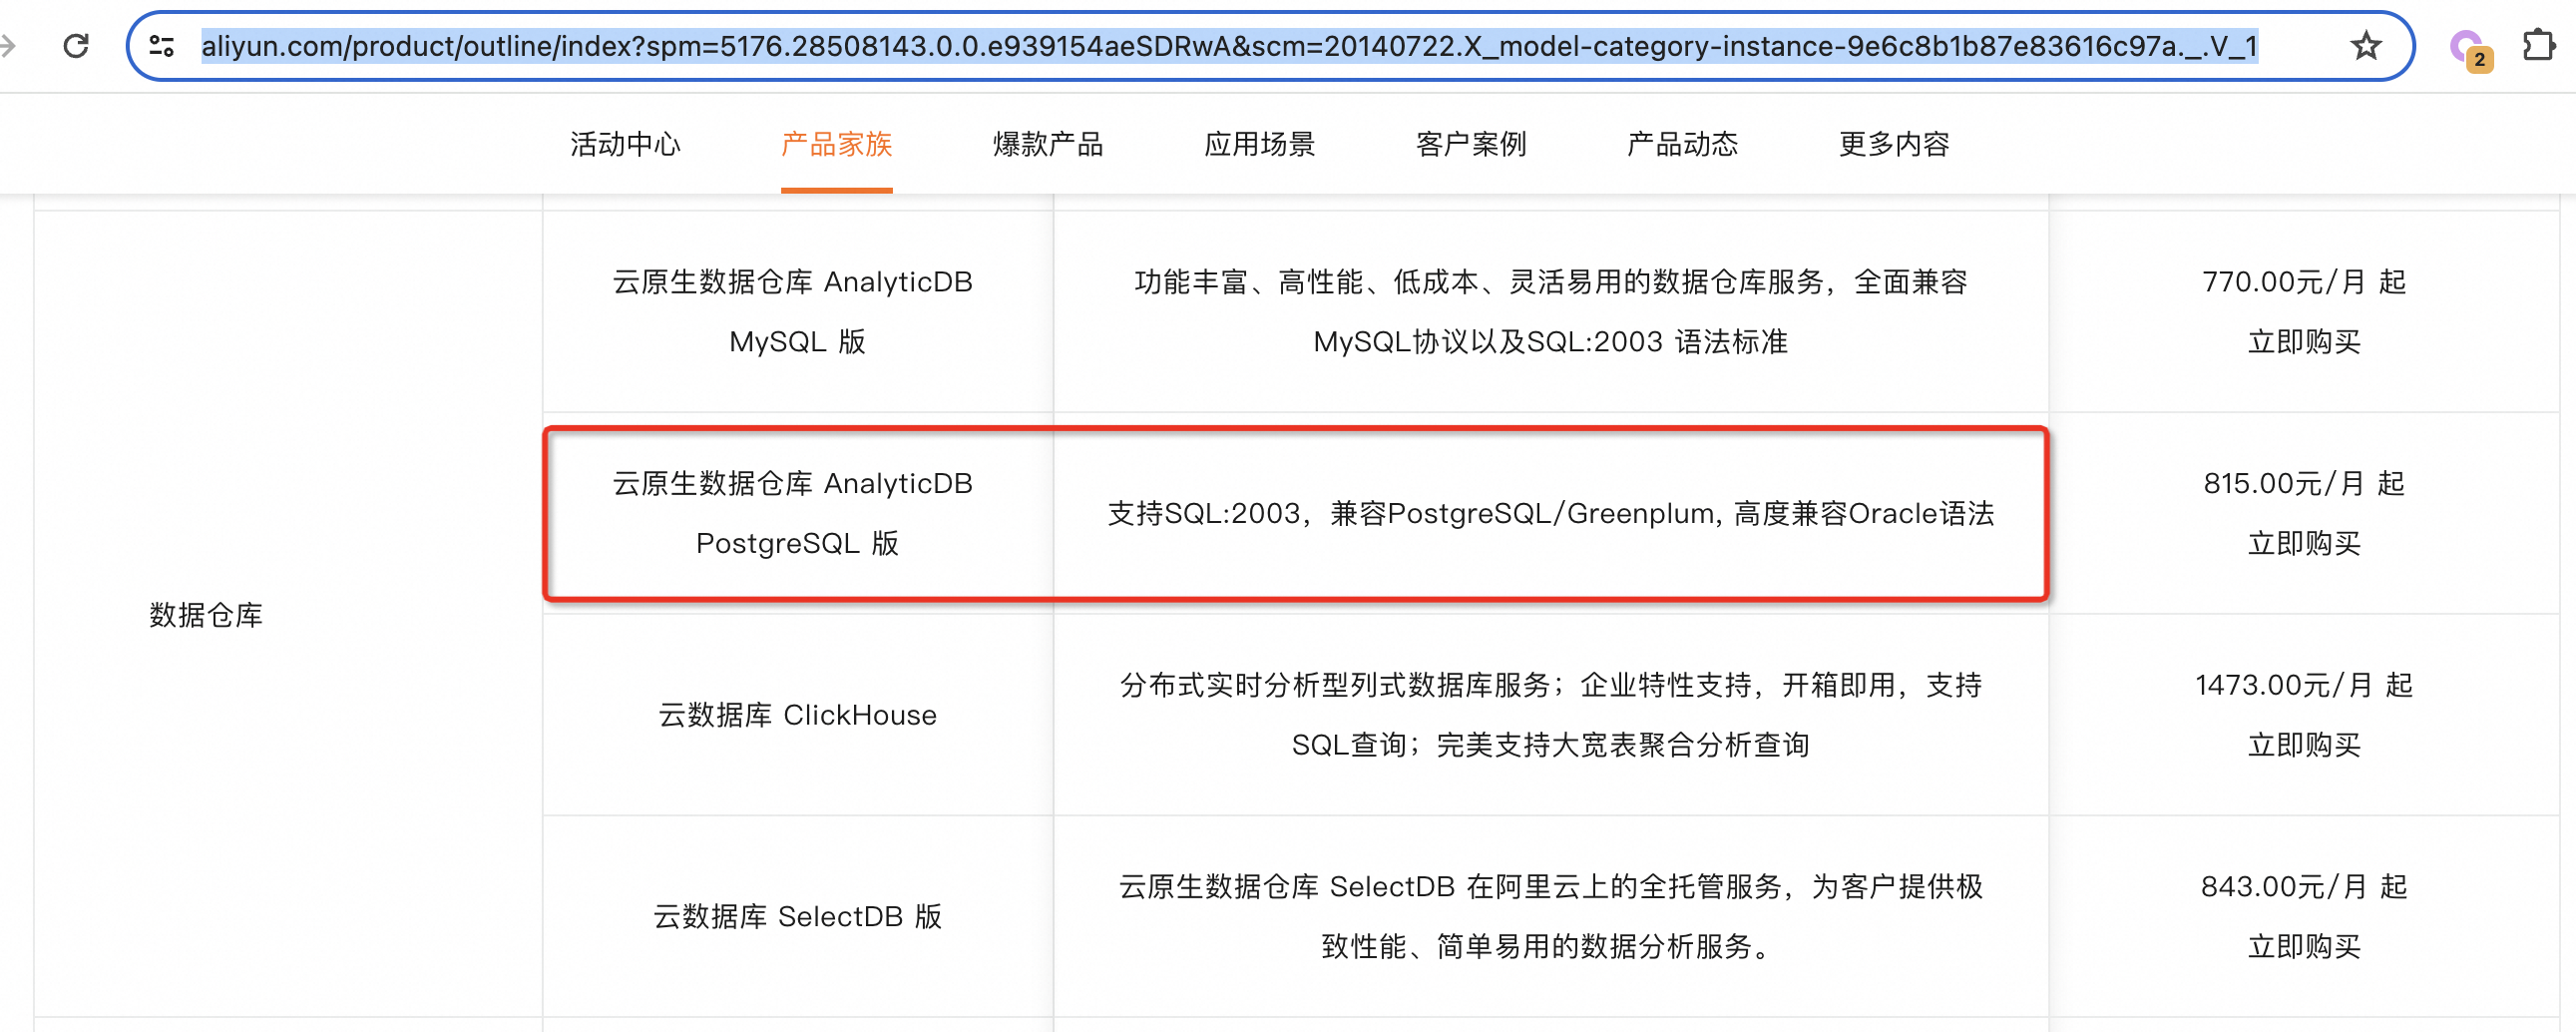 aliyun.com/product/outline/index?spm=5176.28508143.0.0.e939154aeSDRwA&scm=20140722.X_model-category-instance-9e6c8b1b87e83616c97a._.V_1
2
活动中心 产品家族 爆款产品 应用场景 客户案例 产品动态 更多内容
数据仓库
云原生数据仓库 AnalyticDB
MySQL 版
功能丰富、高性能、低成本、灵活易用的数据仓库服务，全面兼容
MySQL协议以及SQL:2003 语法标准
770.00元/月 起
立即购买
云原生数据仓库 AnalyticDB
PostgreSQL 版
支持SQL:2003，兼容PostgreSQL/Greenplum, 高度兼容Oracle语法
815.00元/月 起
立即购买
云数据库 ClickHouse
分布式实时分析型列式数据库服务；企业特性支持，开箱即用，支持
SQL查询；完美支持大宽表聚合分析查询
1473.00元/月 起
立即购买
云数据库 SelectDB 版
云原生数据仓库 SelectDB 在阿里云上的全托管服务，为客户提供极
致性能、简单易用的数据分析服务。
843.00元/月 起
立即购买